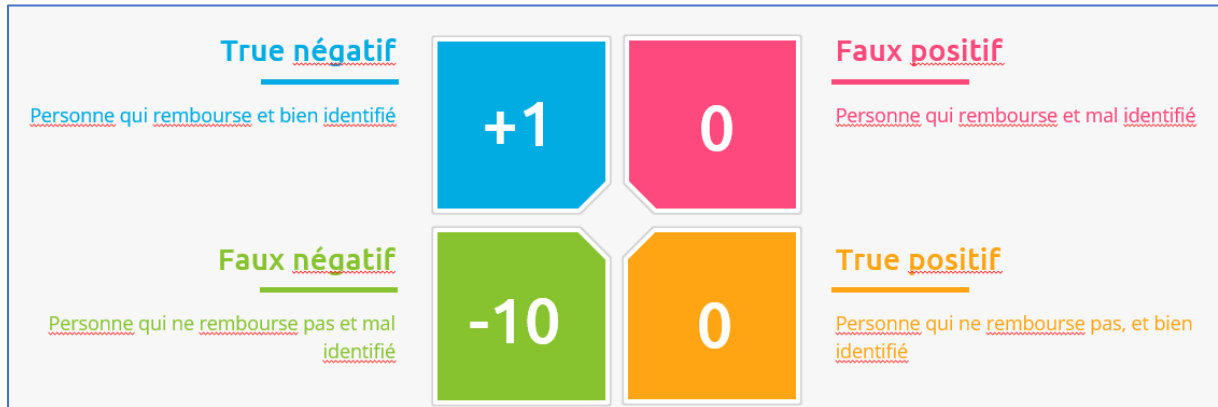 True négatif
Personne qui rembourse et bien identifié
+1
0
Faux positif
Personne qui rembourse et mal identifié
Faux négatif
Personne qui ne rembourse pas et mal
identifié
-10
0
True positif
Personne qui ne rembourse pas, et bien
identifié